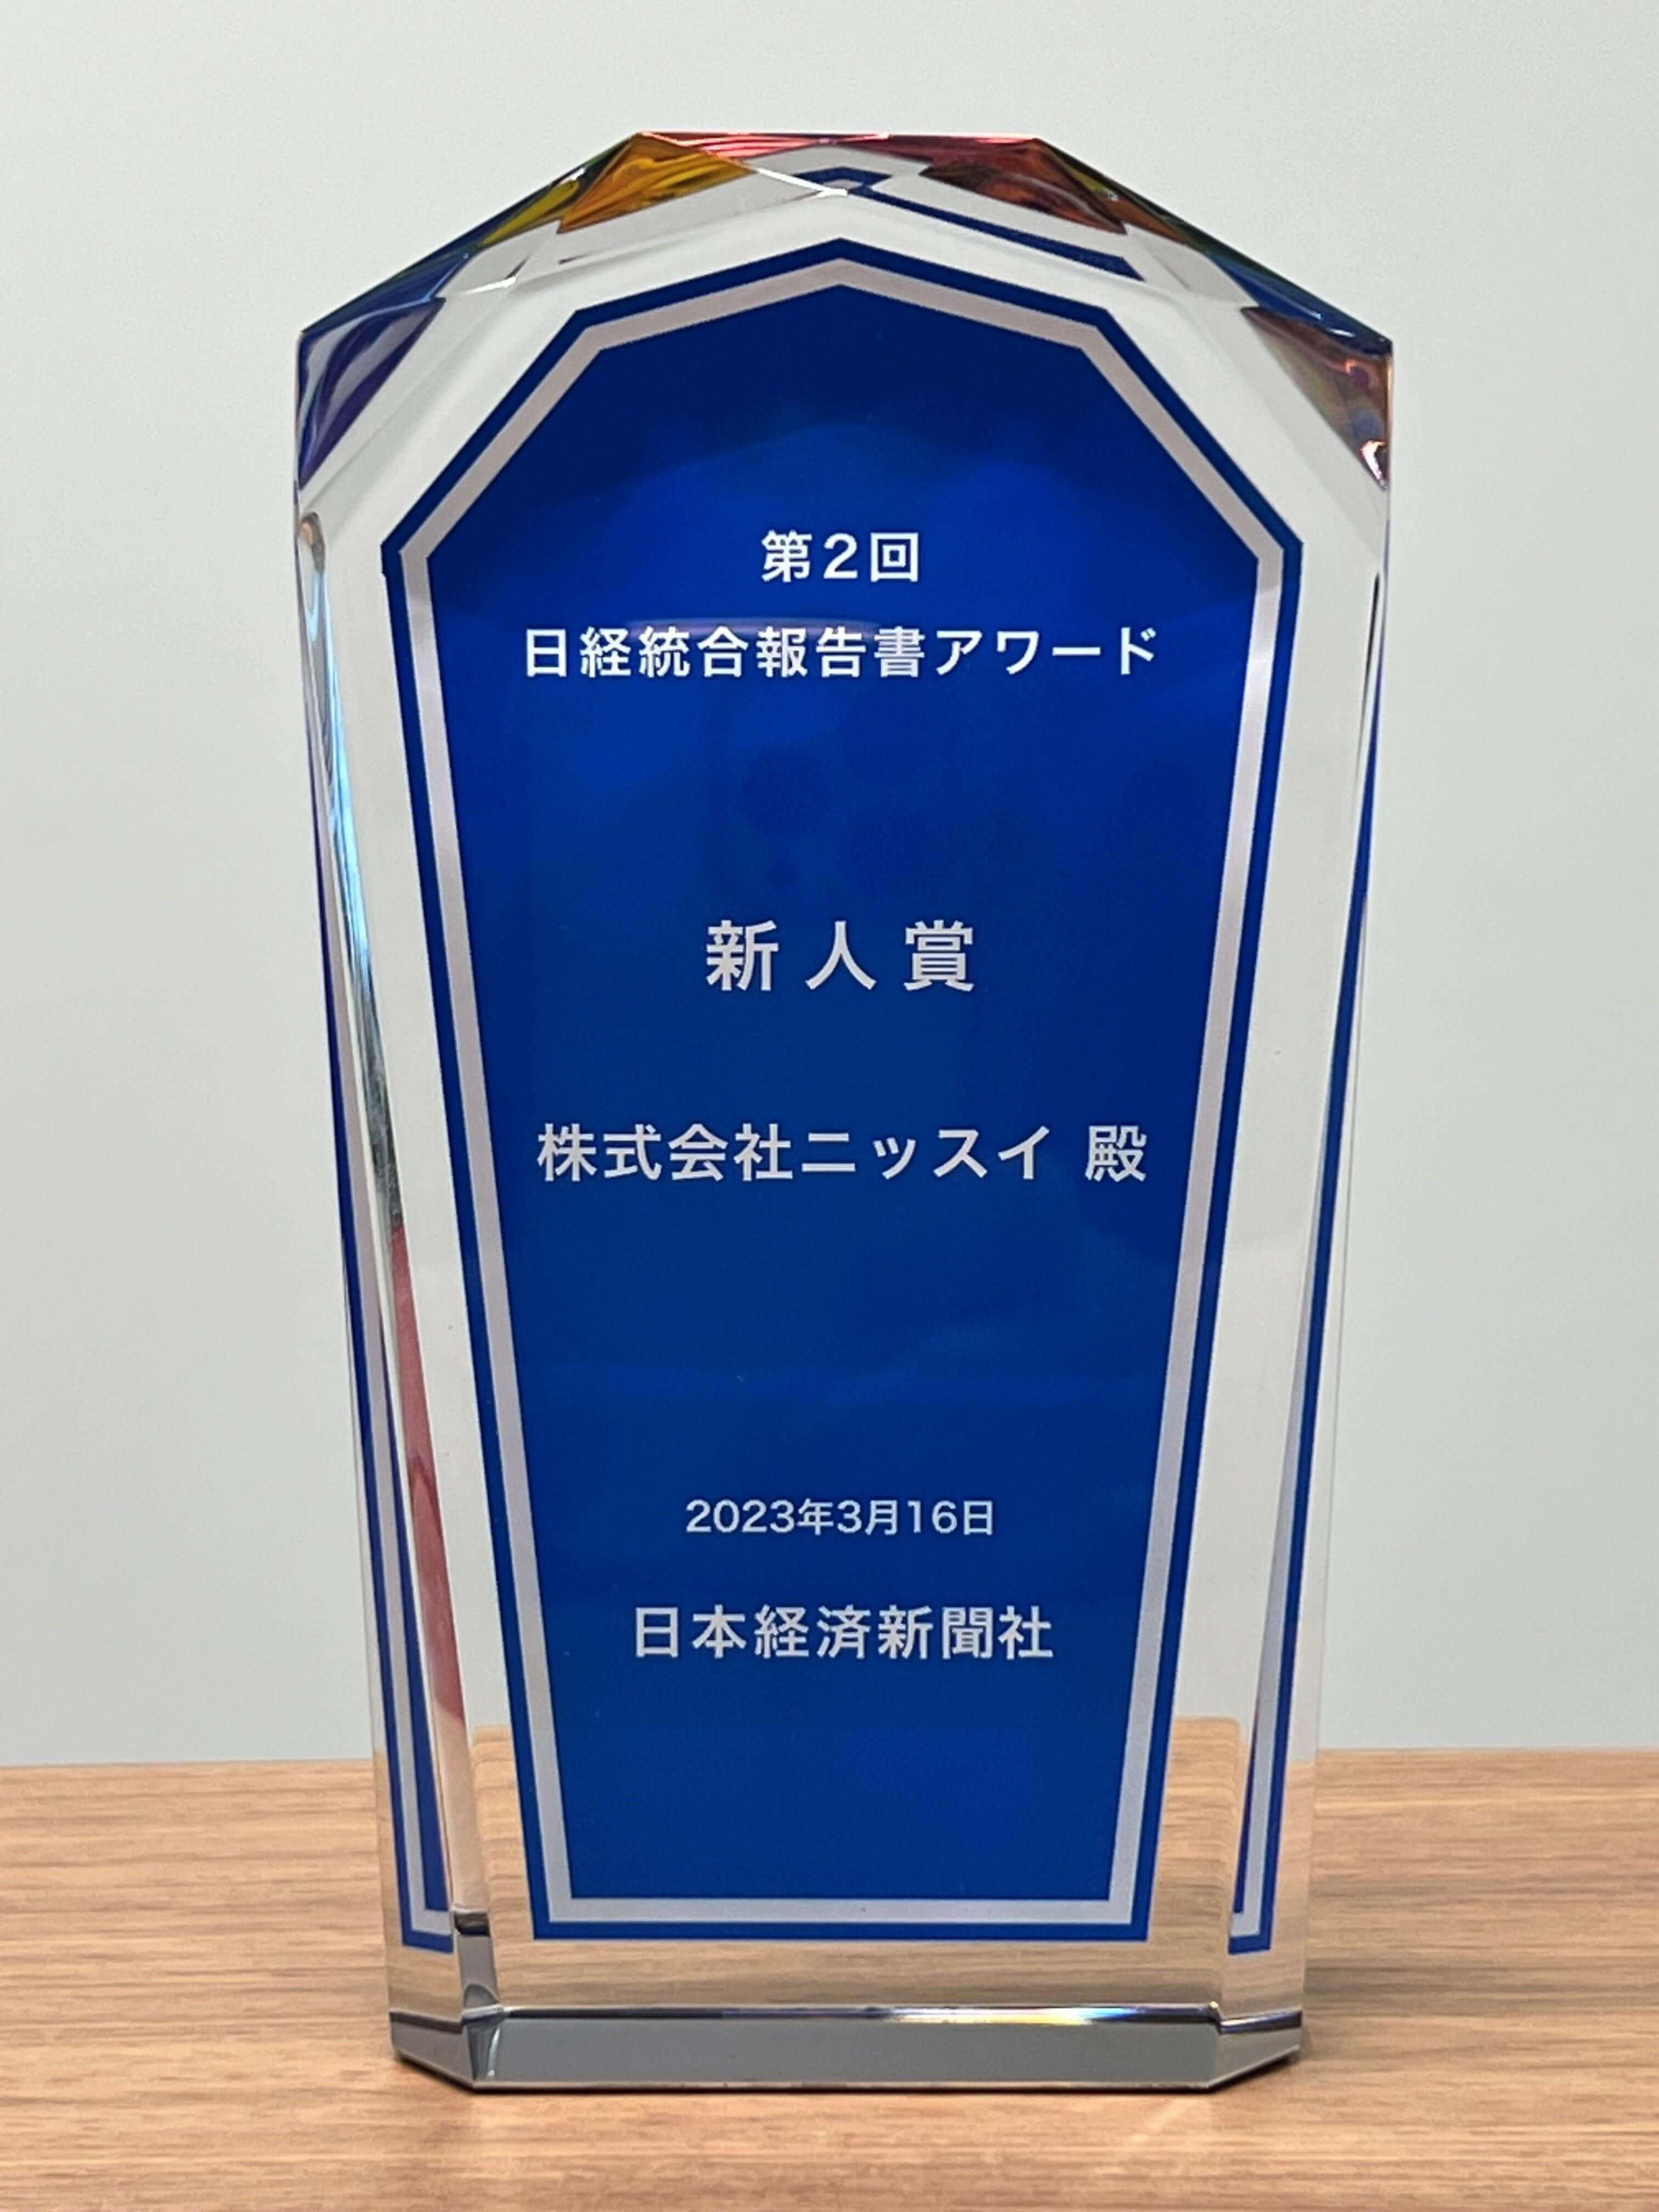 第2回
日経統合報告書アワード
新人賞
株式会社ニッスイ 殿
2023年3月16日
日本経済新聞社